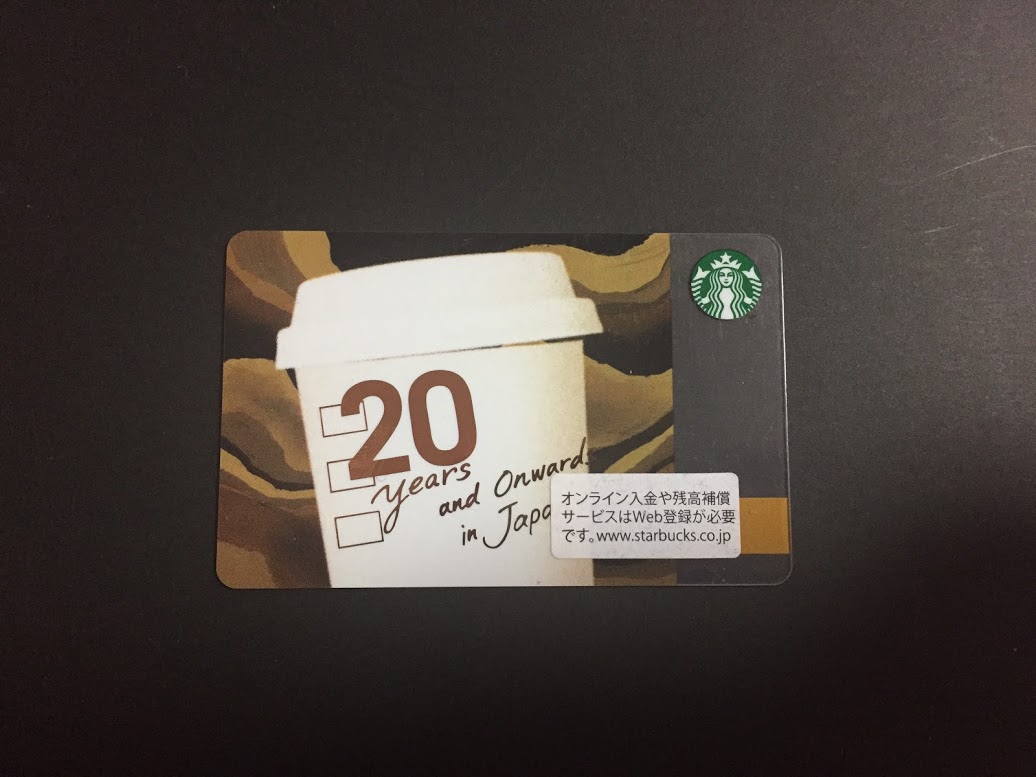 20
years
and Onward
in Japa
オンライン入金や残高補償
サービスはWeb登録が必要
です。www.starbucks.co.jp